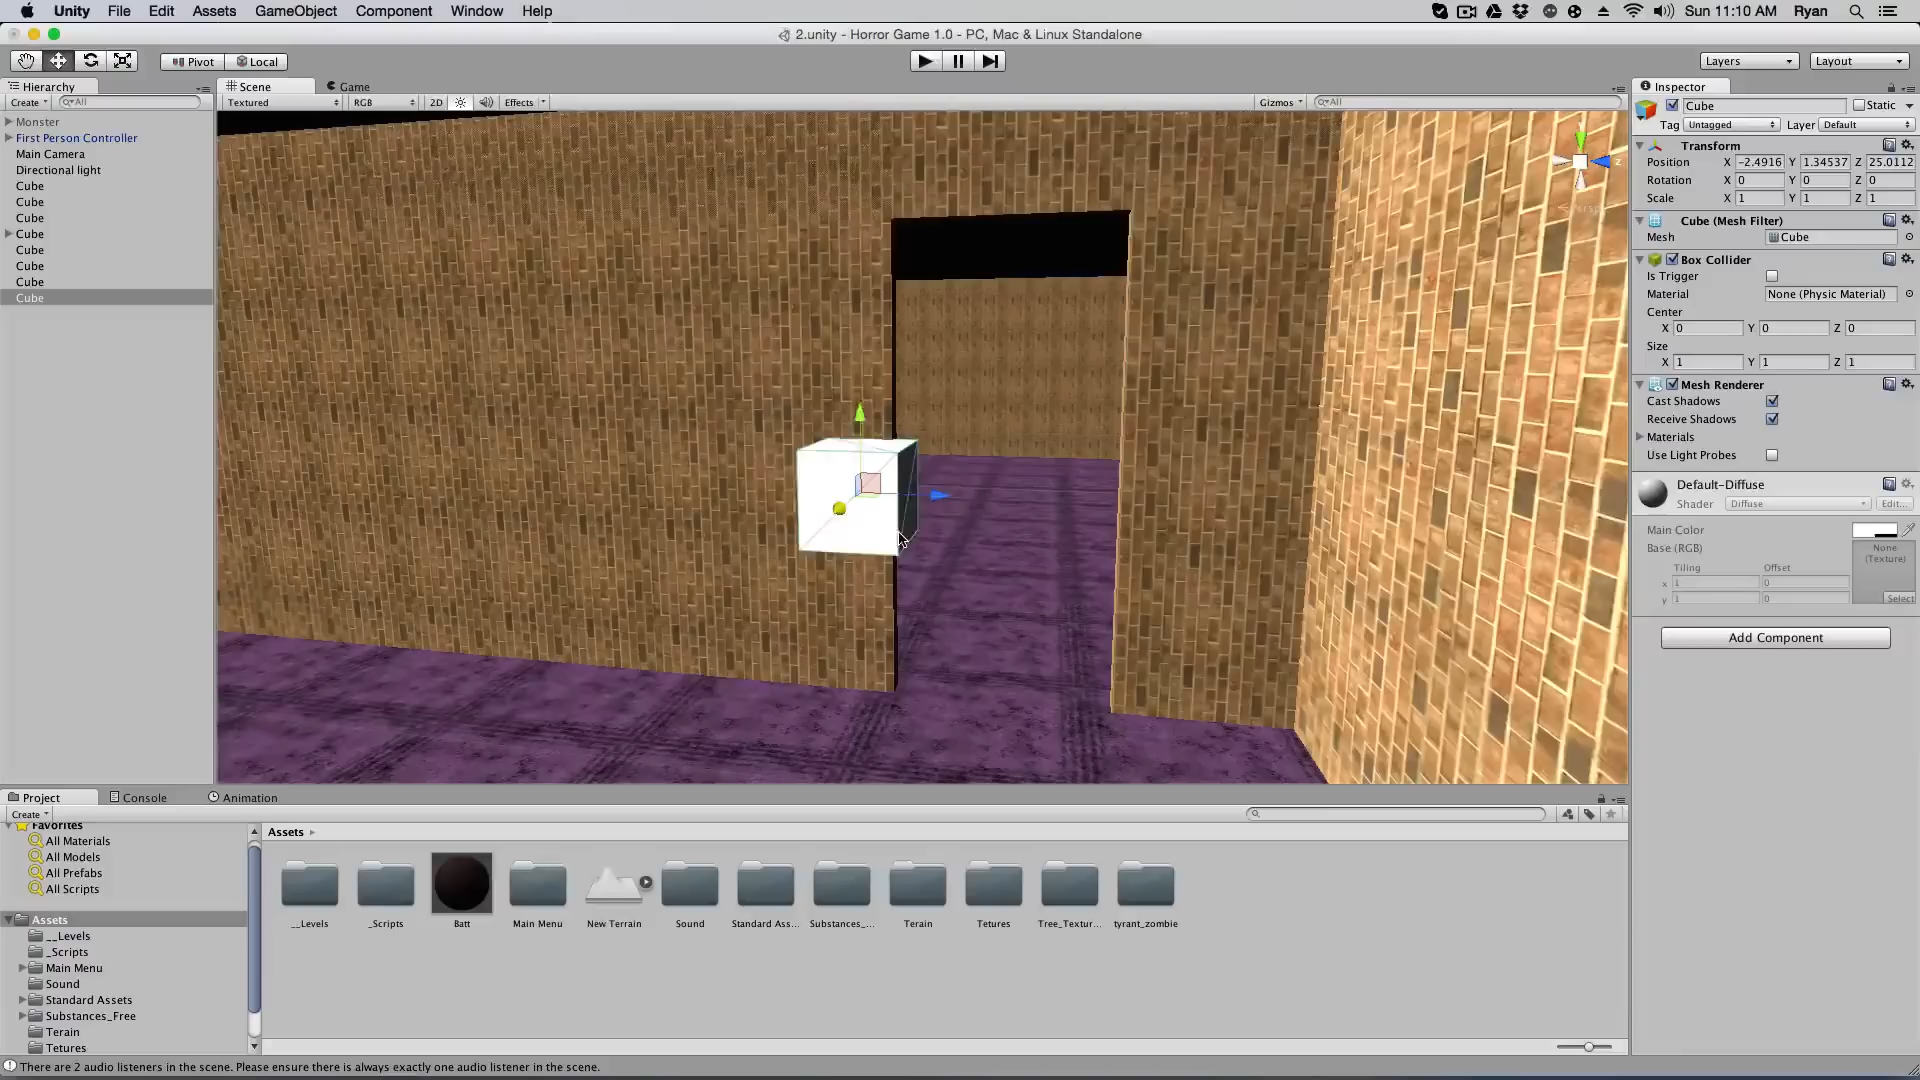 Unity File Edit Assets GameObject Component Window Help Sun 11:10 AM Ryan
2.unity - Horror Game 1.0 - PC, Mac & Linux Standalone
Pivot Local Layers Layout
Hierarchy Scene Game Inspector
Create All Textured RGB 2D Effects Gizmos All
Cube Static
Tag Untagged Layer Default
Monster
First Person Controller
Main Camera
Directional light
Cube
Cube
Cube
Cube
Cube
Cube
Cube
Cube
z
Transform
Position X -2.4916 Y 1.34537 Z 25.0112
Rotation X 0 Y 0 Z 0
Scale X 1 Y 1 Z 1
Cube (Mesh Filter)
Mesh Cube
Box Collider
Is Trigger
Material None (Physic Material)
Center
X 0 Y 0 Z 0
Size
X 1 Y 1 Z 1
Mesh Renderer
Cast Shadows
Receive Shadows
Materials
Use Light Probes
Default-Diffuse
Shader Diffuse Edit...
Main Color
Base (RGB) None (Texture)
Tiling Offset
x 1 0
y 1 0 Select
Add Component
Project Console Animation
Create
Favorites
All Materials
All Models
All Prefabs
All Scripts
Assets
__Levels
_Scripts
Main Menu
Sound
Standard Assets
Substances_Free
Terain
Tetures
Assets
__Levels _Scripts Batt Main Menu New Terrain Sound Standard Ass... Substances_... Terain Tetures Tree_Textur... tyrant_zombie
There are 2 audio listeners in the scene. Please ensure there is always exactly one audio listener in the scene.